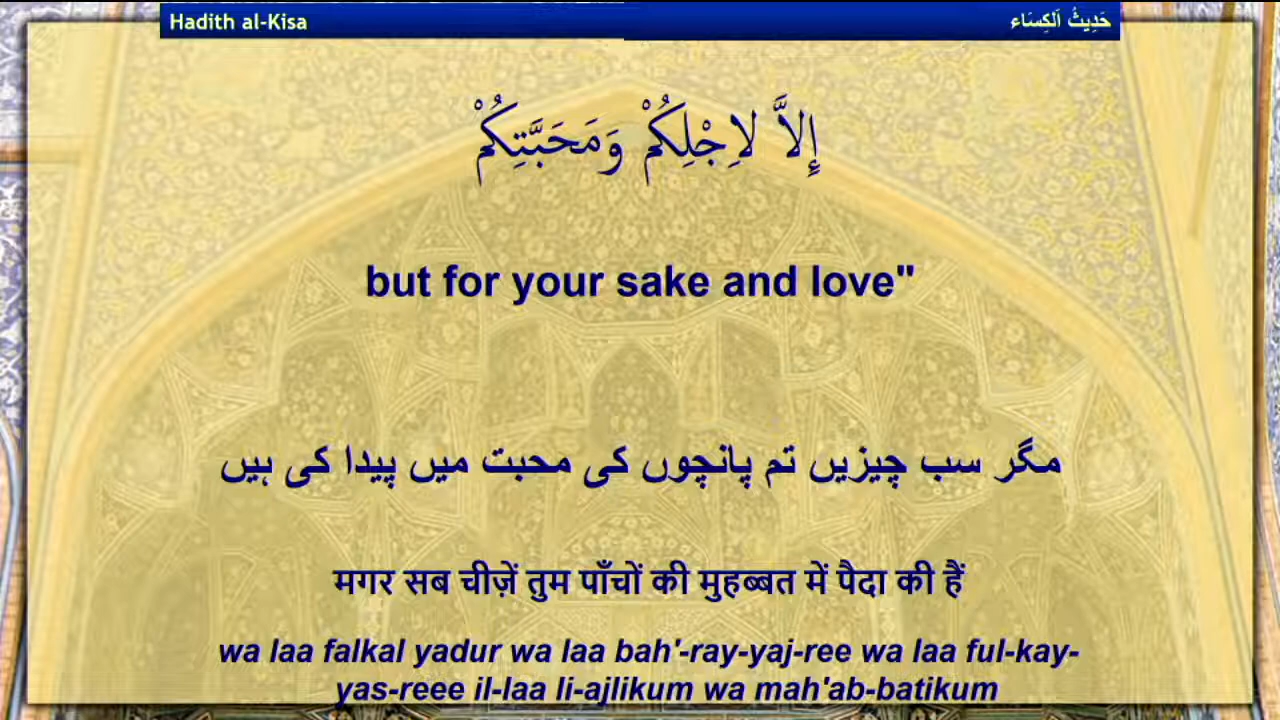 Hadith al-Kisa
حَدِيثُ اَلْكِسَاء
إِلاَّ لاِجْلِكُمْ وَمَحَبَّتِكُمْ
but for your sake and love"
مگر سب چیزیں تم پانچوں کی محبت میں پیدا کی ہیں
मगर सब चीज़ें तुम पाँचों की मुहब्बत में पैदा की हैं
wa laa falkal yadur wa laa bah'-ray-yaj-ree wa laa ful-kay-
yas-reee il-laa li-ajlikum wa mah'ab-batikum